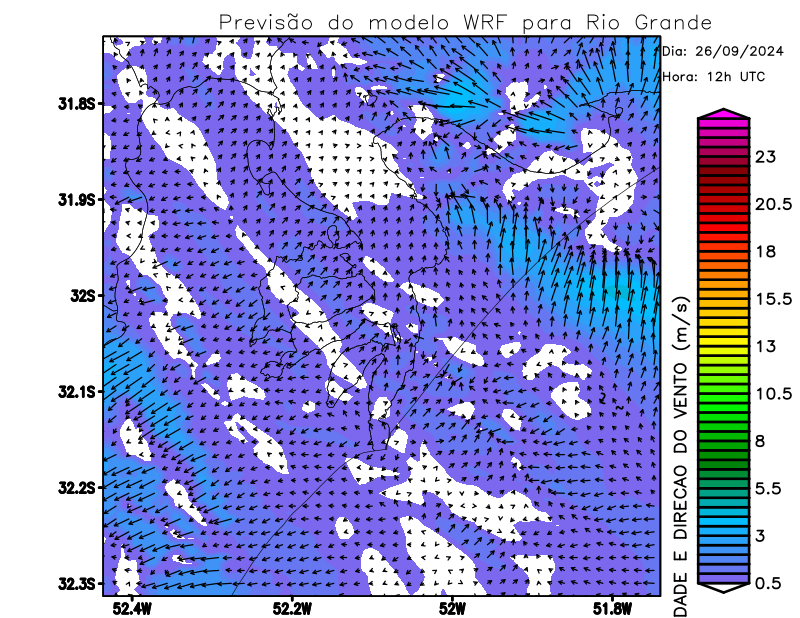 Previsão do modelo WRF para Rio Grande
Dia: 26/09/2024
Hora: 12h UTC
31.8S
31.9S
32S
32.1S
32.2S
32.3S
52.4W
52.2W
52W
51.8W
23
20.5
18
15.5
13
10.5
8
5.5
3
0.5
DADE E DIRECAO DO VENTO (m/s)